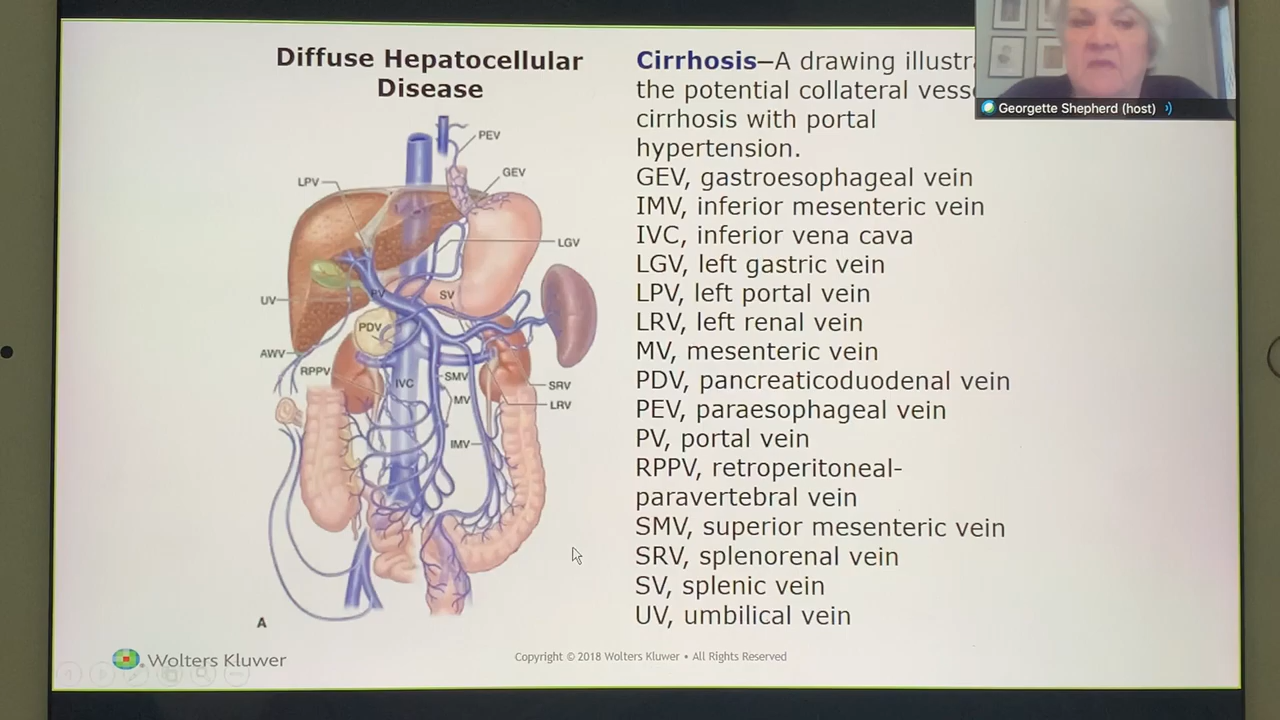 Diffuse Hepatocellular
Disease
PEV
LPV
GEV
LGV
UV
PV
SV
PDV
AWV
RPPV
IVC
SMV
SRV
MV
LRV
IMV
A
Wolters Kluwer
Cirrhosis—A drawing
the potential collateral
cirrhosis with portal
hypertension.
GEV, gastroesophageal vein
IMV, inferior mesenteric vein
IVC, inferior vena cava
LGV, left gastric vein
LPV, left portal vein
LRV, left renal vein
MV, mesenteric vein
PDV, pancreaticoduodenal vein
PEV, paraesophageal vein
PV, portal vein
RPPV, retroperitoneal-
paravertebral vein
SMV, superior mesenteric vein
SRV, splenorenal vein
SV, splenic vein
UV, umbilical vein
Copyright © 2018 Wolters Kluwer • All Rights Reserved
Georgette Shepherd (host)